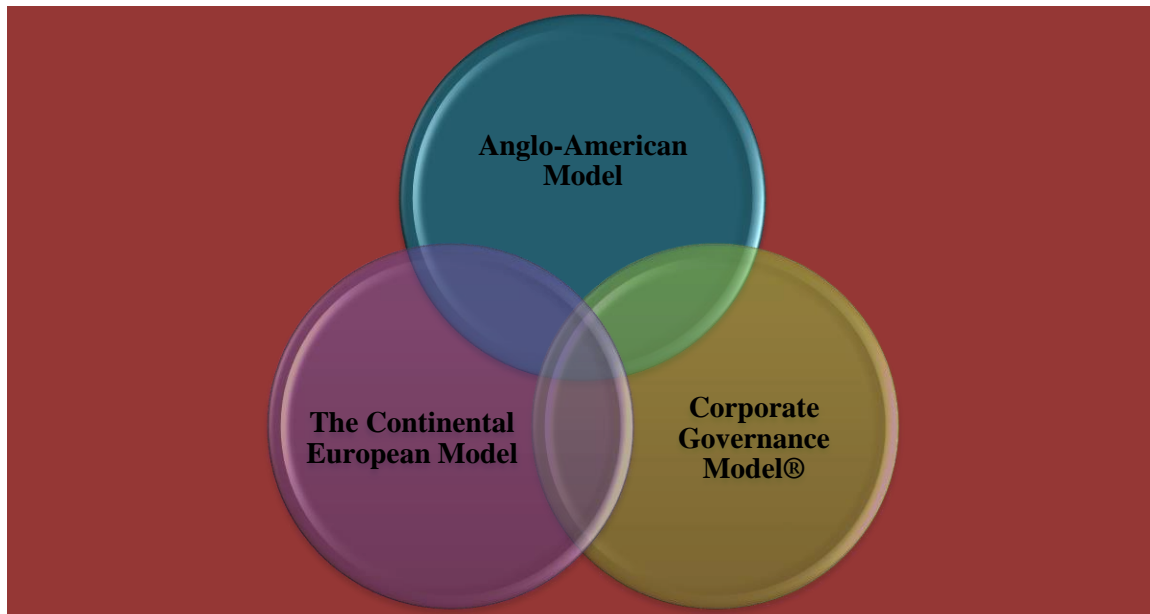 Anglo-American
Model
The Continental
European Model
Corporate
Governance
Model®